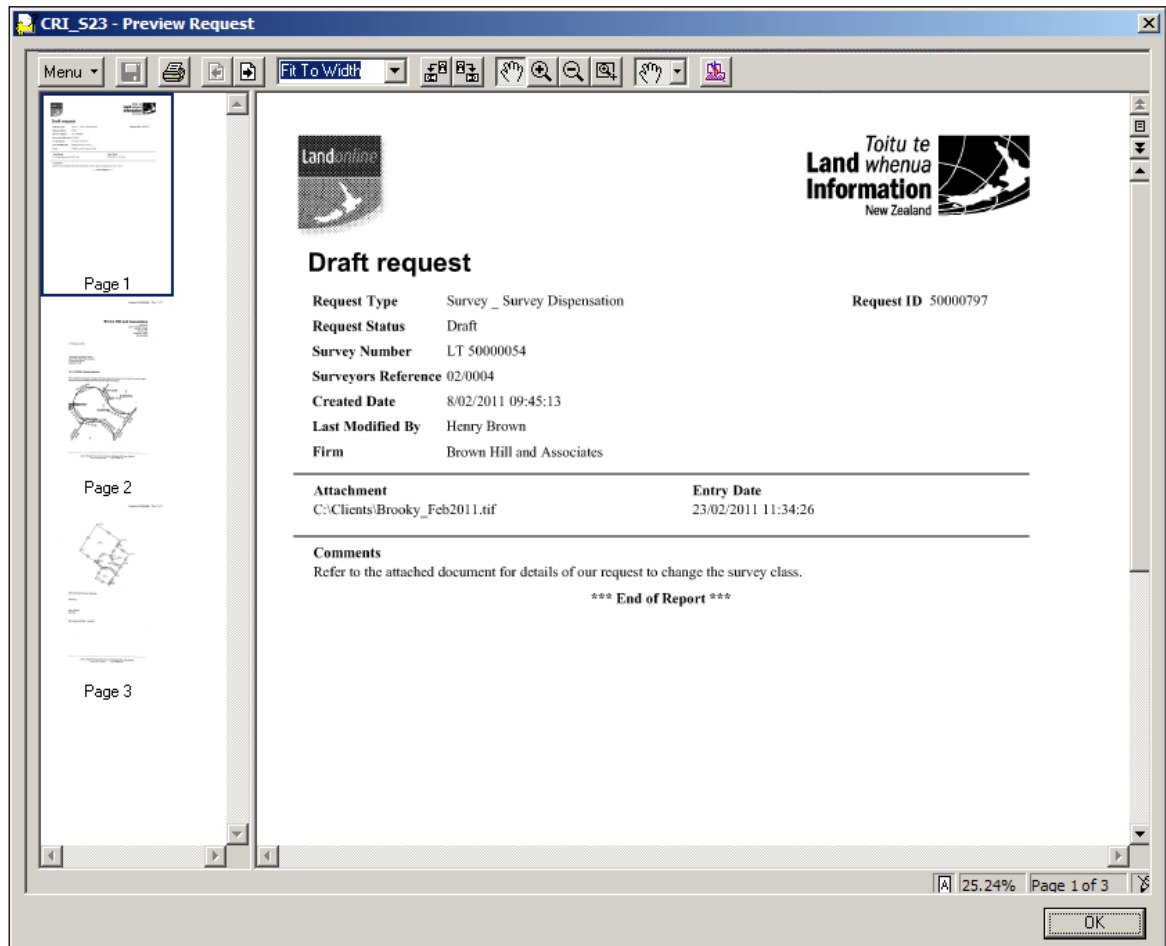 CRI_S23 - Preview Request
Menu
Fit To Width
Page 1
Page 2
Page 3
Landonline
Toitu te
Land whenua
Information
New Zealand
Draft request
Request Type Survey _ Survey Dispensation Request ID 50000797
Request Status Draft
Survey Number LT 50000054
Surveyors Reference 02/0004
Created Date 8/02/2011 09:45:13
Last Modified By Henry Brown
Firm Brown Hill and Associates
Attachment Entry Date
C:\Clients\Brooky_Feb2011.tif 23/02/2011 11:34:26
Comments
Refer to the attached document for details of our request to change the survey class.
*** End of Report ***
A 25.24% Page 1 of 3
OK